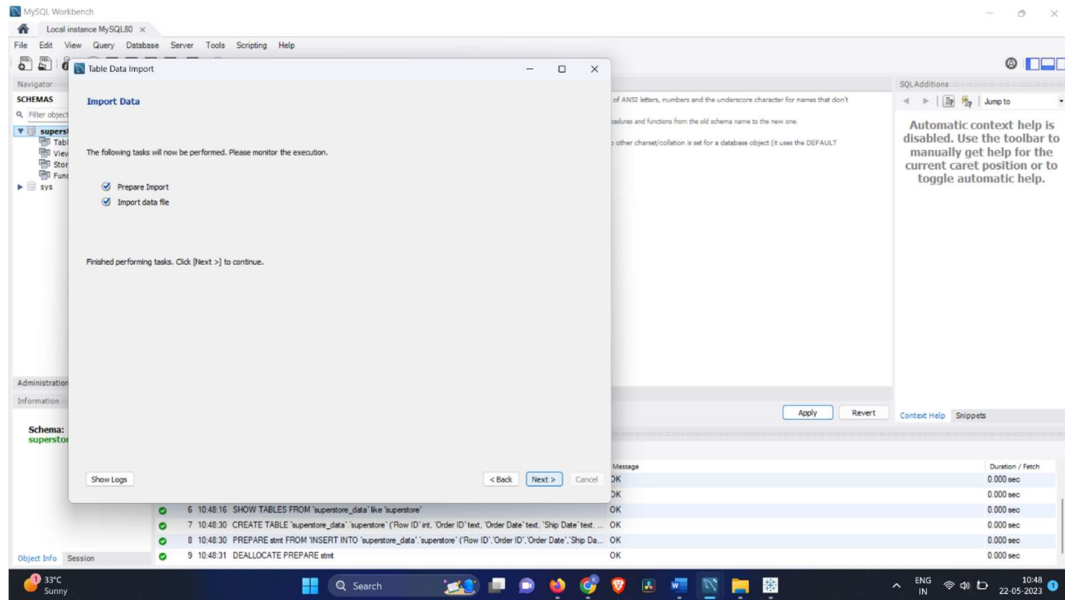 MySQL Workbench
Local instance MySQL80
File Edit View Query Database Server Tools Scripting Help
Navigator
SCHEMAS
Filter object
superst
Tabl
View
Stor
Func
sys
Administration
Information
Schema:
supersto
Object Info Session
Table Data Import
Import Data
The following tasks will now be performed. Please monitor the execution.
Prepare Import
Import data file
Finished performing tasks. Click [Next >] to continue.
Show Logs
< Back Next > Cancel
of ANSI letters, numbers and the underscore character for names that don't
cedures and functions from the old schema name to the new one.
other charset/collation is set for a database object (it uses the DEFAULT
Apply Revert
SQLAdditions
Jump to
Automatic context help is
disabled. Use the toolbar to
manually get help for the
current caret position or to
toggle automatic help.
Context Help Snippets
Message Duration / Fetch
OK 0.000 sec
OK 0.000 sec
6 10:48:16 SHOW TABLES FROM `superstore_data` like 'superstore' OK 0.000 sec
7 10:48:30 CREATE TABLE `superstore_data`.`superstore` (`Row ID` int, `Order ID` text, `Order Date` text, `Ship Date` text, ... OK 0.000 sec
8 10:48:30 PREPARE stmt FROM 'INSERT INTO `superstore_data`.`superstore` (`Row ID`,`Order ID`,`Order Date`,`Ship Da... OK 0.000 sec
9 10:48:31 DEALLOCATE PREPARE stmt OK 0.000 sec
1 33°C
Sunny
Search
ENG
IN
10:48
22-05-2023
1